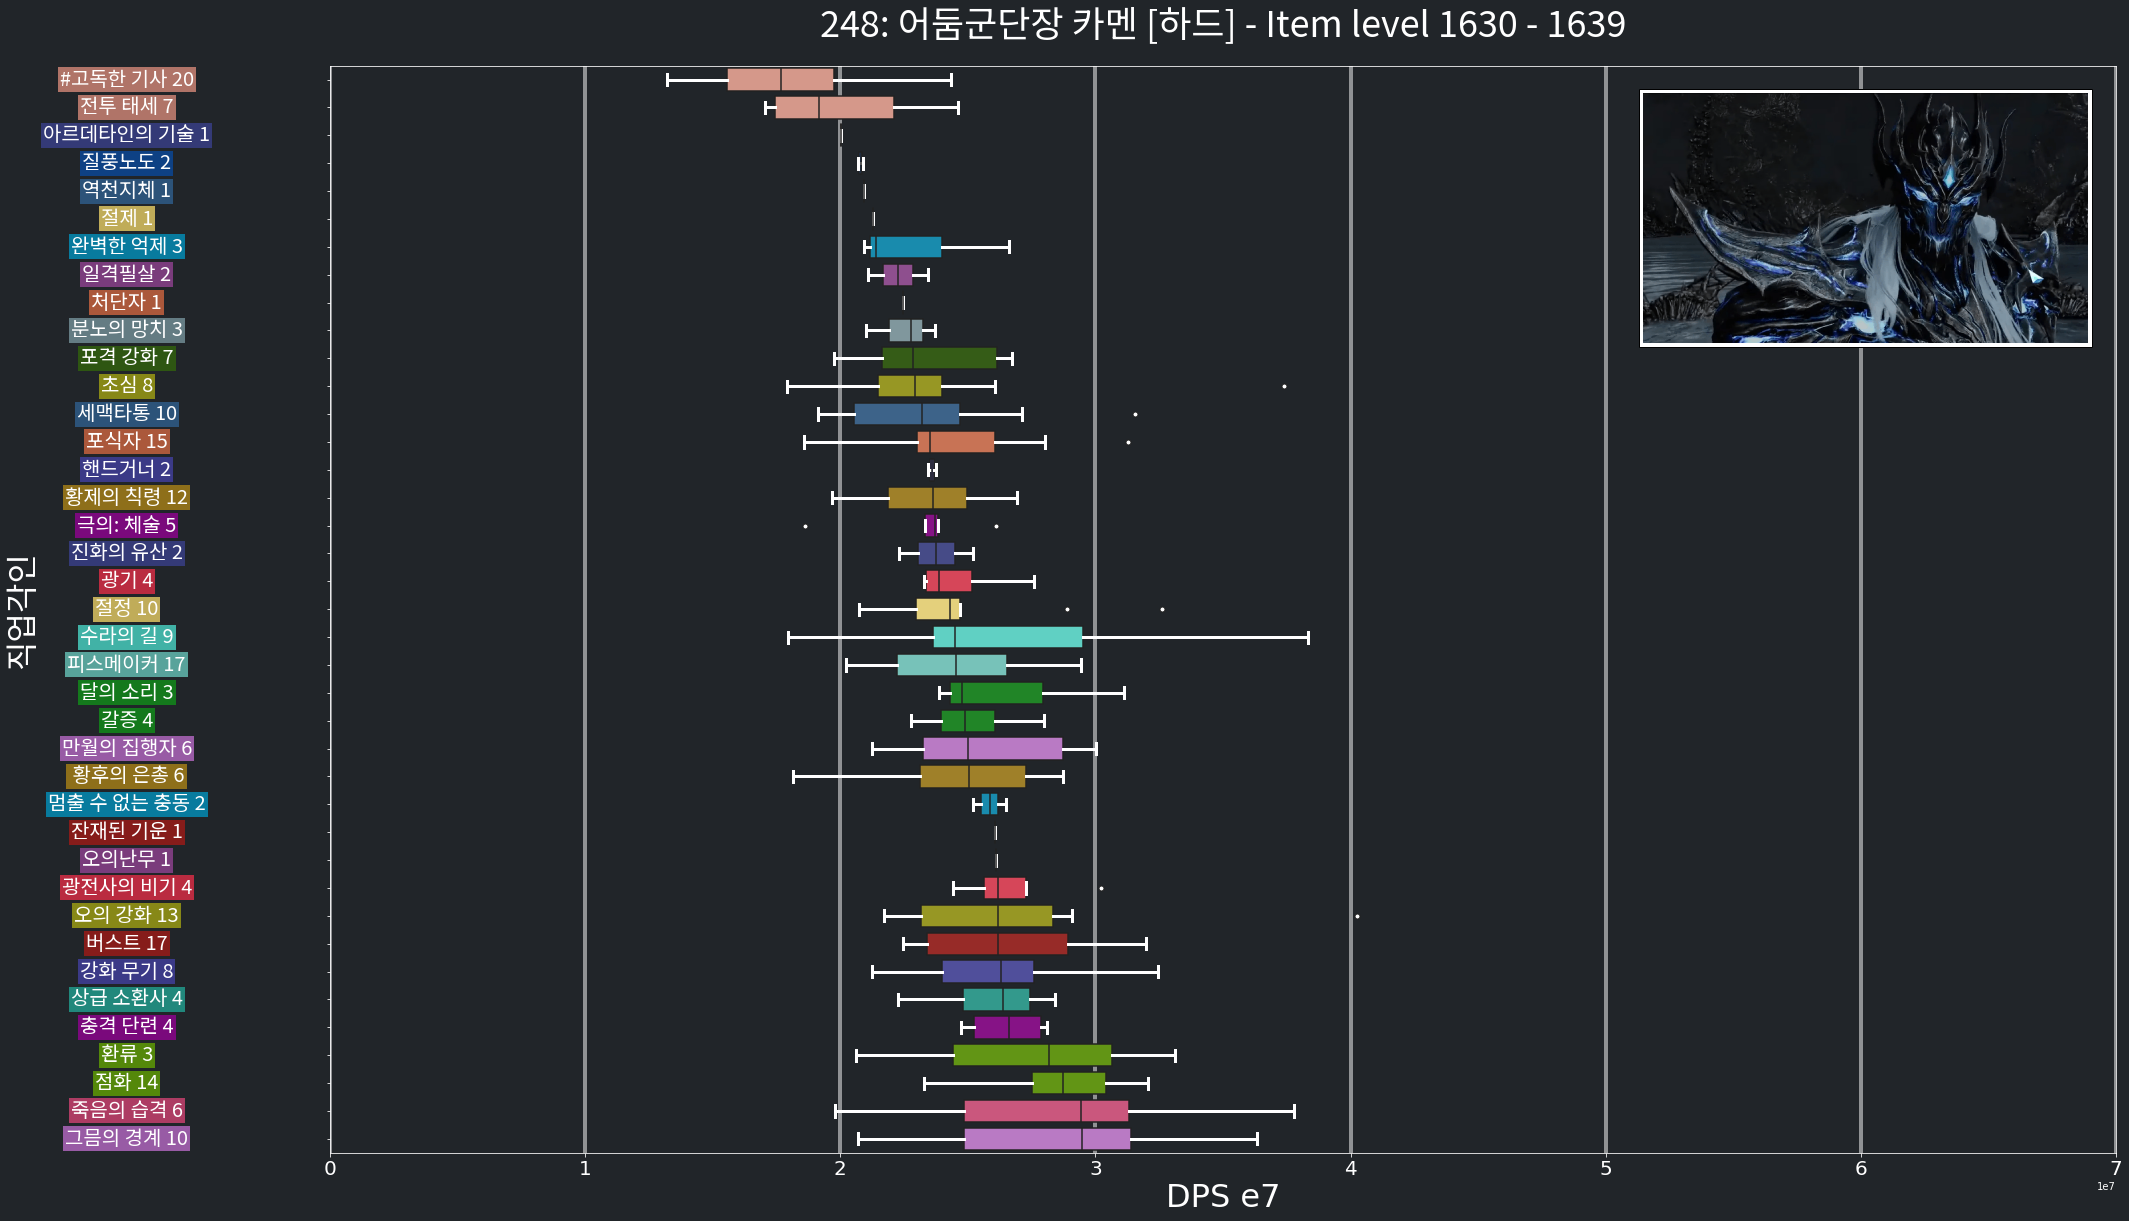 248: 어둠군단장 카멘 [하드] - Item level 1630 - 1639
#고독한 기사 20
전투 태세 7
아르데타인의 기술 1
질풍노도 2
역천지체 1
절제 1
완벽한 억제 3
일격필살 2
처단자 1
분노의 망치 3
포격 강화 7
초심 8
세맥타통 10
포식자 15
핸드거너 2
황제의 칙령 12
극의: 체술 5
진화의 유산 2
광기 4
절정 10
수라의 길 9
피스메이커 17
달의 소리 3
갈증 4
만월의 집행자 6
황후의 은총 6
멈출 수 없는 충동 2
잔재된 기운 1
오의난무 1
광전사의 비기 4
오의 강화 13
버스트 17
강화 무기 8
상급 소환사 4
충격 단련 4
환류 3
점화 14
죽음의 습격 6
그믐의 경계 10
직업각인
0 1 2 3 4 5 6 7
DPS e7
1e7